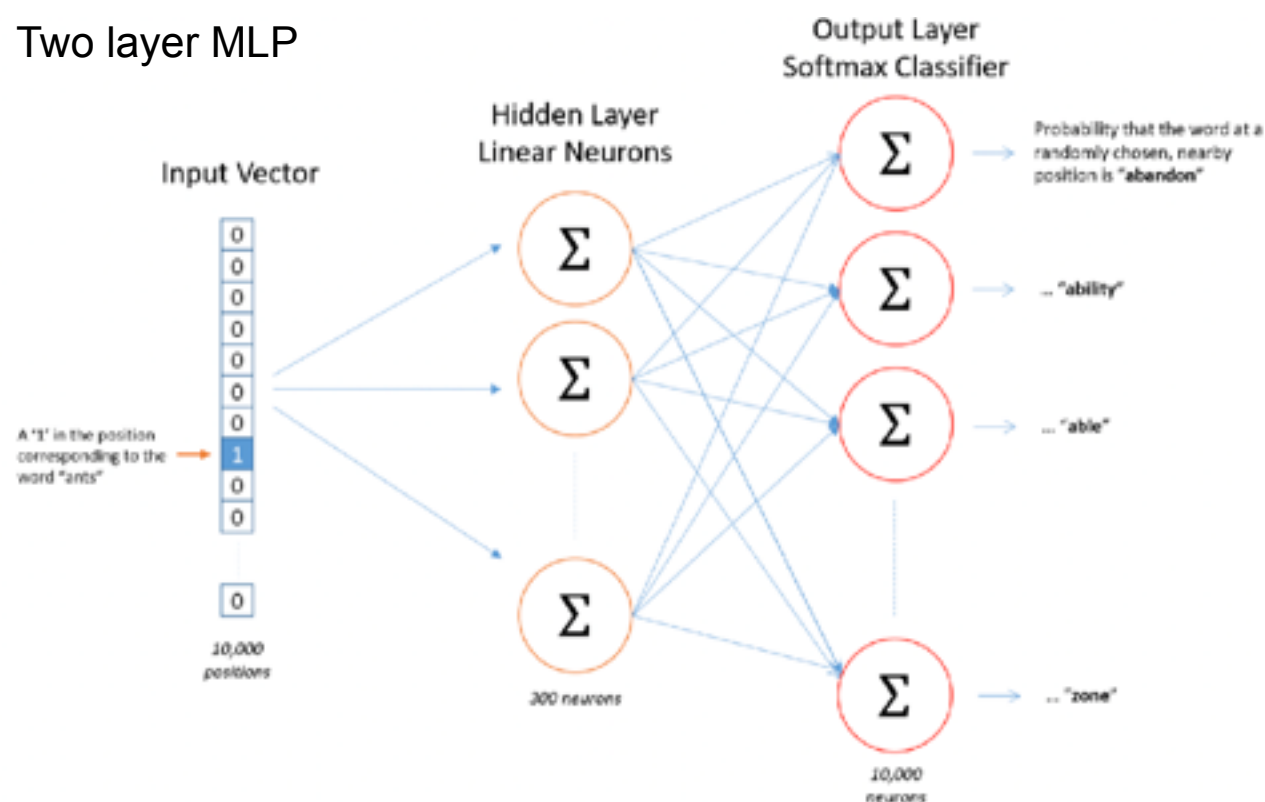 Two layer MLP
Output Layer
Softmax Classifier
Hidden Layer
Linear Neurons
Input Vector
0
0
0
0
0
0
0
1
0
0
0
A '1' in the position
corresponding to the
word "ants"
10,000
positions
Σ
Σ
Σ
300 neurons
Σ
Σ
Σ
Σ
10,000
neurons
Probability that the word at a
randomly chosen, nearby
position is "abandon"
... "ability"
... "able"
... "zone"